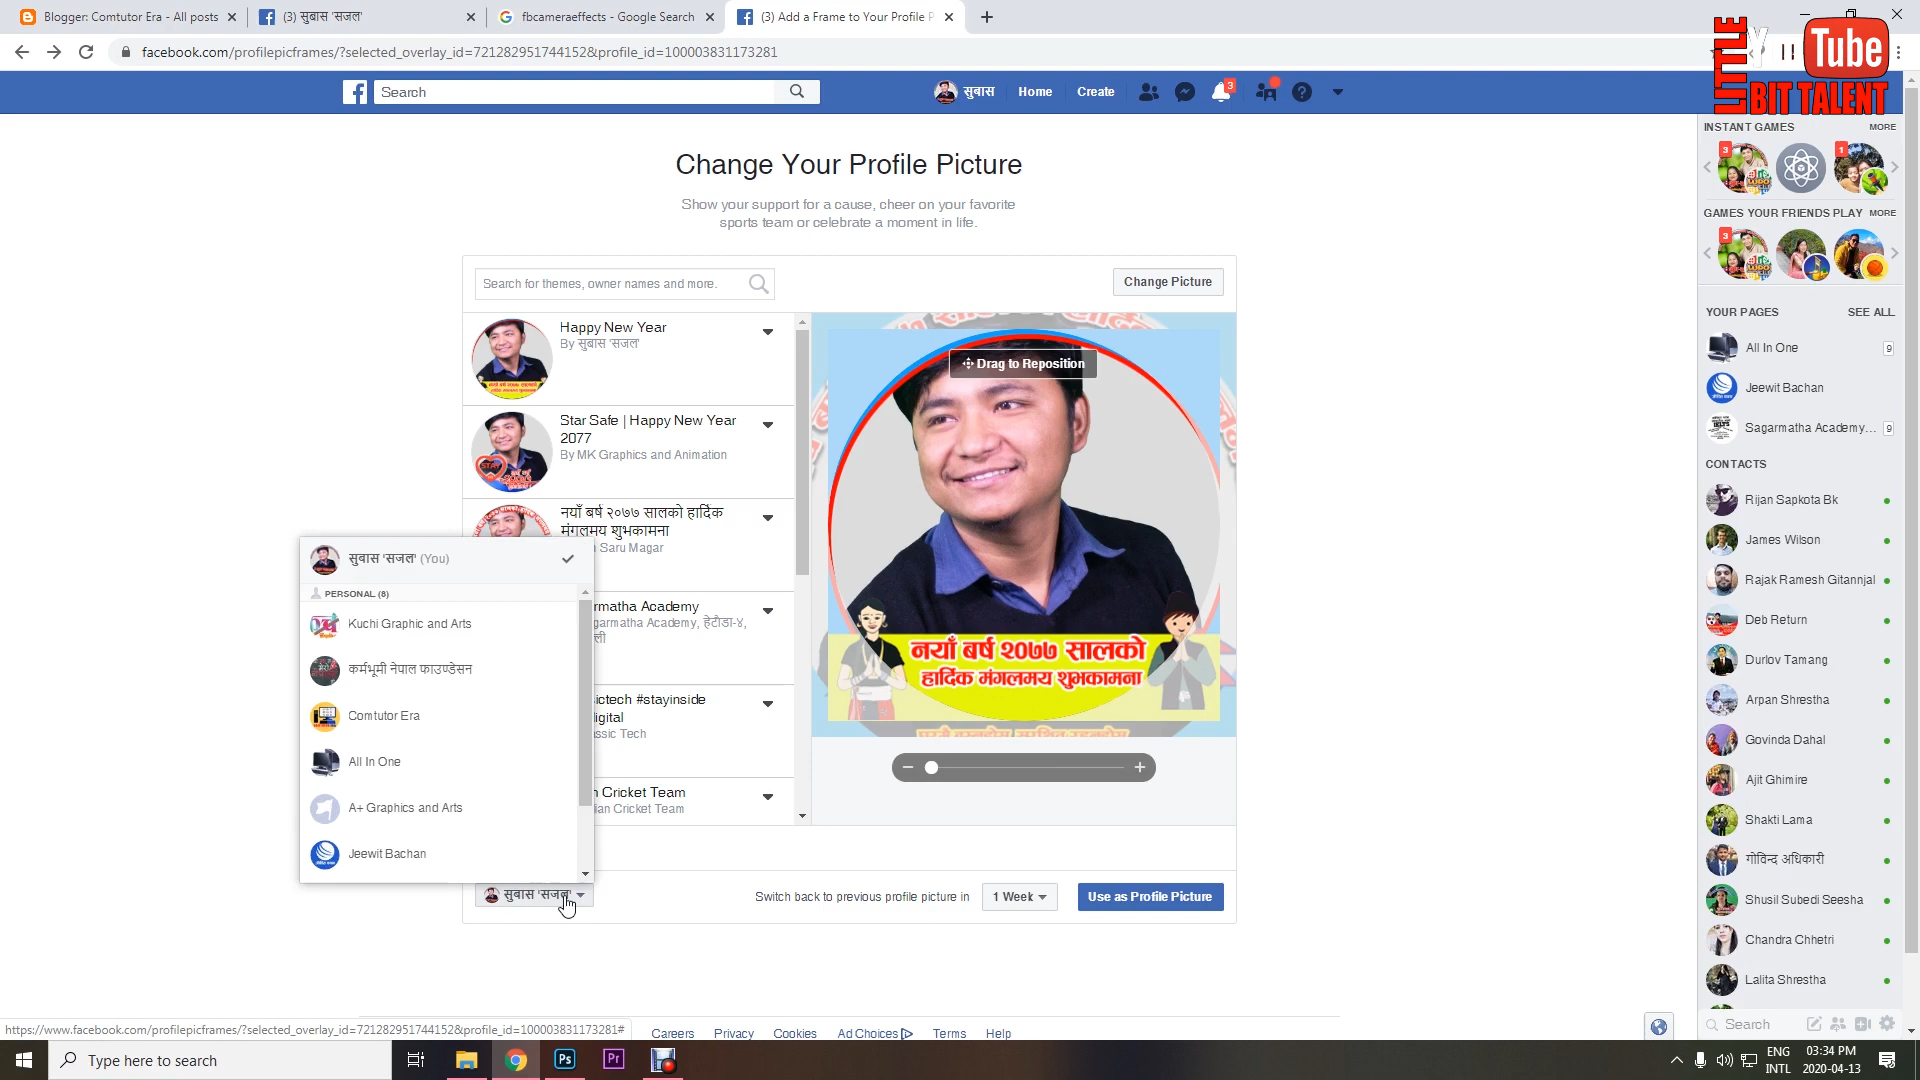 Blogger: Comtutor Era - All posts
(3) सुबास 'सजल'
fbcameraeffects - Google Search
(3) Add a Frame to Your Profile P
facebook.com/profilepicframes/?selected_overlay_id=721282951744152&profile_id=100003831173281
LITTLE
Y
Tube
BIT TALENT
Search
सुबास
Home
Create
3
Change Your Profile Picture
Show your support for a cause, cheer on your favorite
sports team or celebrate a moment in life.
Search for themes, owner names and more.
Change Picture
Happy New Year
By सुबास 'सजल'
Star Safe | Happy New Year
2077
By MK Graphics and Animation
नयाँ बर्ष २०७७ सालको हार्दिक
मंगलमय शुभकामना
Saru Magar
rmatha Academy
garmatha Academy, हेटौडा-४,
ली
ictech #stayinside
igital
ssic Tech
n Cricket Team
ian Cricket Team
Drag to Reposition
नयाँ बर्ष २०७७ सालको
हार्दिक मंगलमय शुभकामना
सुबास 'सजल' (You)
PERSONAL (8)
Kuchi Graphic and Arts
कर्मभूमी नेपाल फाउण्डेसन
Comtutor Era
All In One
A+ Graphics and Arts
Jeewit Bachan
सुबास 'सजल'
Switch back to previous profile picture in
1 Week
Use as Profile Picture
INSTANT GAMES
MORE
3
1
GAMES YOUR FRIENDS PLAY
MORE
3
YOUR PAGES
SEE ALL
All In One
9
Jeewit Bachan
Sagarmatha Academy...
9
CONTACTS
Rijan Sapkota Bk
James Wilson
Rajak Ramesh Gitannjal
Deb Return
Durlov Tamang
Arpan Shrestha
Govinda Dahal
Ajit Ghimire
Shakti Lama
गोविन्द अधिकारी
Shusil Subedi Seesha
Chandra Chhetri
Lalita Shrestha
Search
https://www.facebook.com/profilepicframes/?selected_overlay_id=721282951744152&profile_id=100003831173281#
Careers
Privacy
Cookies
Ad Choices
Terms
Help
Type here to search
Ps
Pr
ENG
INTL
03:34 PM
2020-04-13